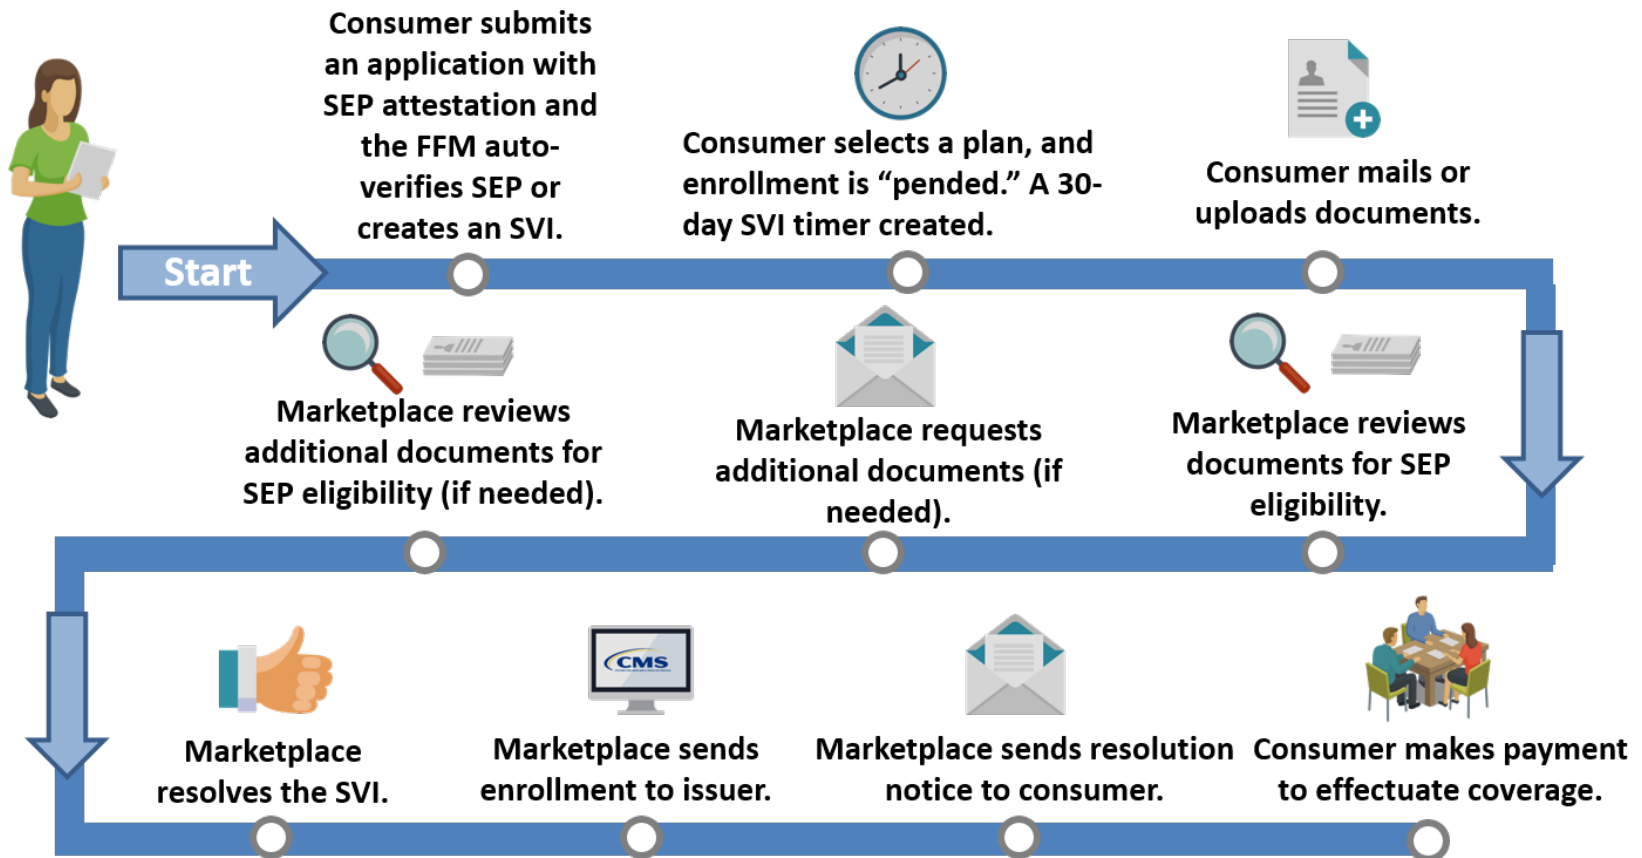 Consumer submits
an application with
SEP attestation and
the FFM auto-
verifies SEP or
creates an SVI.
Consumer selects a plan, and
enrollment is “pended.” A 30-
day SVI timer created.
Consumer mails or
uploads documents.
Start
Marketplace reviews
documents for SEP
eligibility.
Marketplace requests
additional documents (if
needed).
Marketplace reviews
additional documents for
SEP eligibility (if needed).
Marketplace
resolves the SVI.
CMS
Marketplace sends
enrollment to issuer.
Marketplace sends resolution
notice to consumer.
Consumer makes payment
to effectuate coverage.